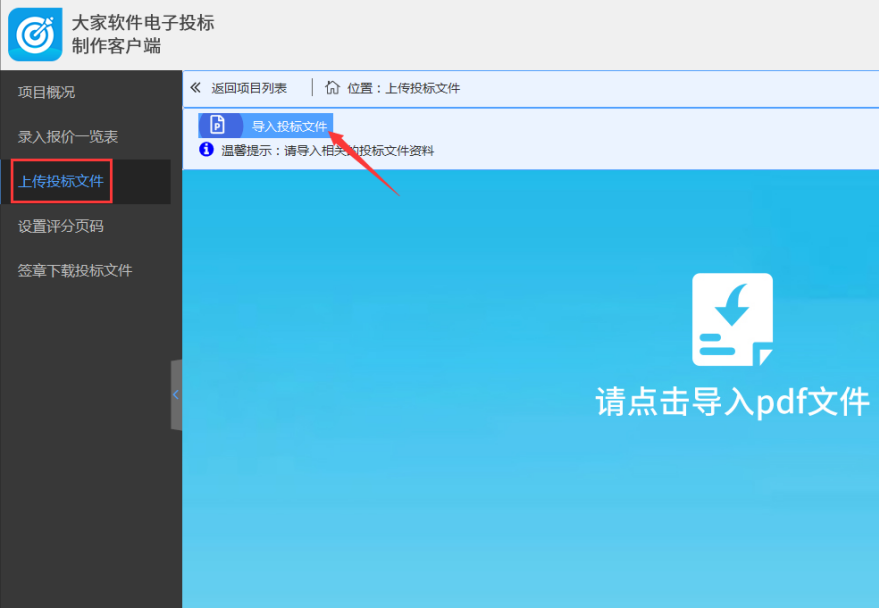 大家软件电子投标
制作客户端
项目概况
录入报价一览表
上传投标文件
设置评分页码
签章下载投标文件
返回项目列表
位置：上传投标文件
导入投标文件
温馨提示：请导入相关的投标文件资料
请点击导入pdf文件